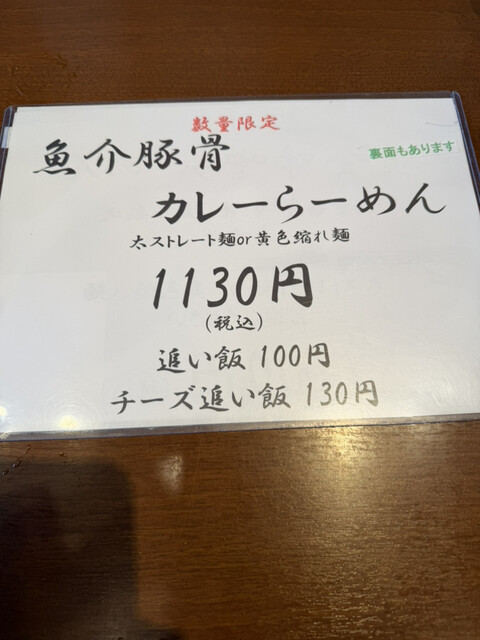 数量限定
魚介豚骨
裏面もあります
カレーらーめん
太ストレート麺or黄色縮れ麺
1130円
(税込)
追い飯 100円
チーズ追い飯 130円